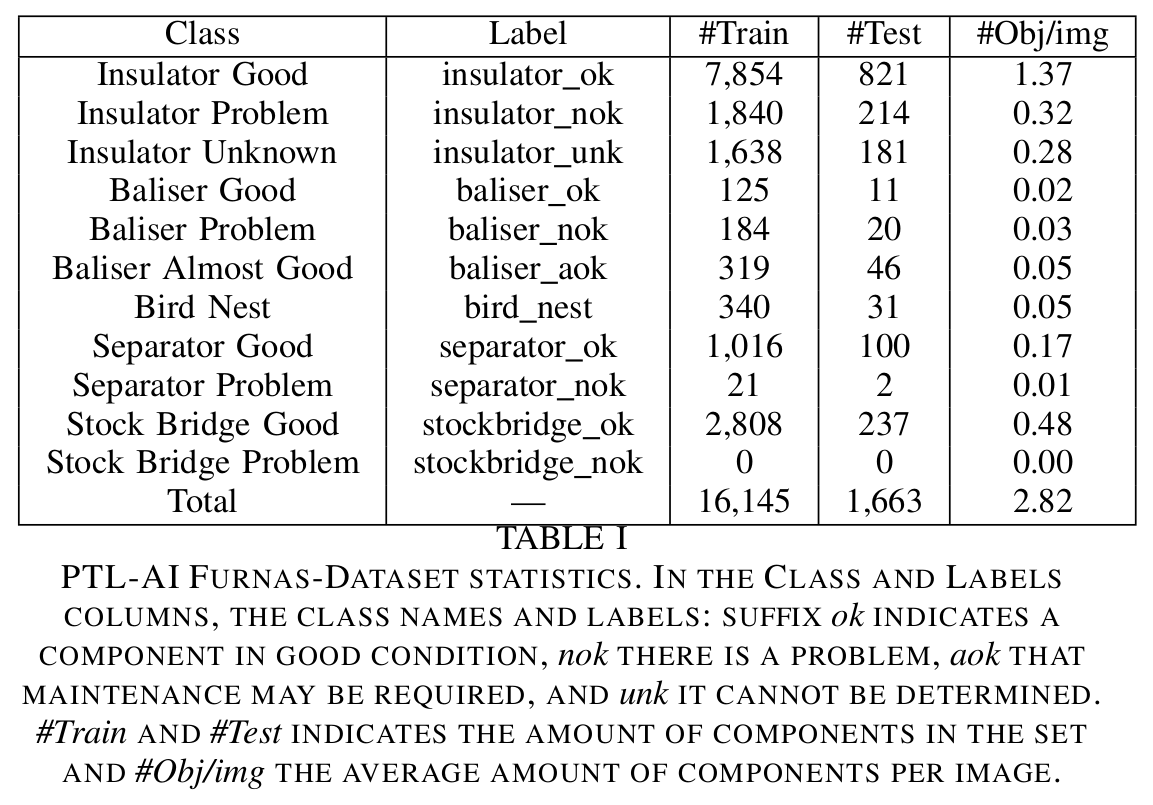 Class Label #Train #Test #Obj/img
Insulator Good insulator_ok 7,854 821 1.37
Insulator Problem insulator_nok 1,840 214 0.32
Insulator Unknown insulator_unk 1,638 181 0.28
Baliser Good baliser_ok 125 11 0.02
Baliser Problem baliser_nok 184 20 0.03
Baliser Almost Good baliser_aok 319 46 0.05
Bird Nest bird_nest 340 31 0.05
Separator Good separator_ok 1,016 100 0.17
Separator Problem separator_nok 21 2 0.01
Stock Bridge Good stockbridge_ok 2,808 237 0.48
Stock Bridge Problem stockbridge_nok 0 0 0.00
Total — 16,145 1,663 2.82
TABLE I
PTL-AI FURNAS-DATASET STATISTICS. IN THE CLASS AND LABELS
COLUMNS, THE CLASS NAMES AND LABELS: SUFFIX ok INDICATES A
COMPONENT IN GOOD CONDITION, nok THERE IS A PROBLEM, aok THAT
MAINTENANCE MAY BE REQUIRED, AND unk IT CANNOT BE DETERMINED.
#Train AND #Test INDICATES THE AMOUNT OF COMPONENTS IN THE SET
AND #Obj/img THE AVERAGE AMOUNT OF COMPONENTS PER IMAGE.